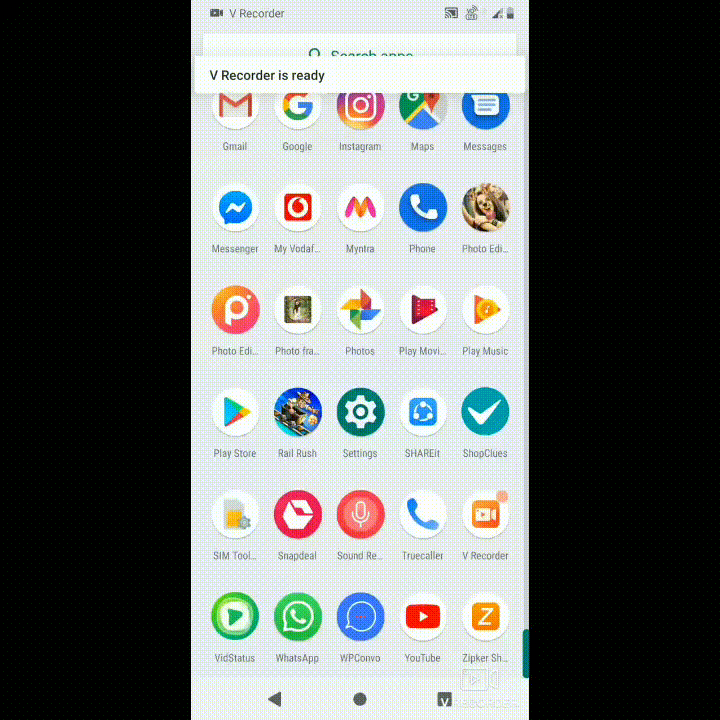 V Recorder
Search apps
V Recorder is ready
Gmail Google Instagram Maps Messages
Messenger My Vodaf... Myntra Phone Photo Edi...
Photo Edi... Photo fra... Photos Play Movi... Play Music
Play Store Rail Rush Settings SHAREit ShopClues
SIM Tool... Snapdeal Sound Re... Truecaller V Recorder
VidStatus WhatsApp WPConvo YouTube Zipker Sh...
V RECORDER